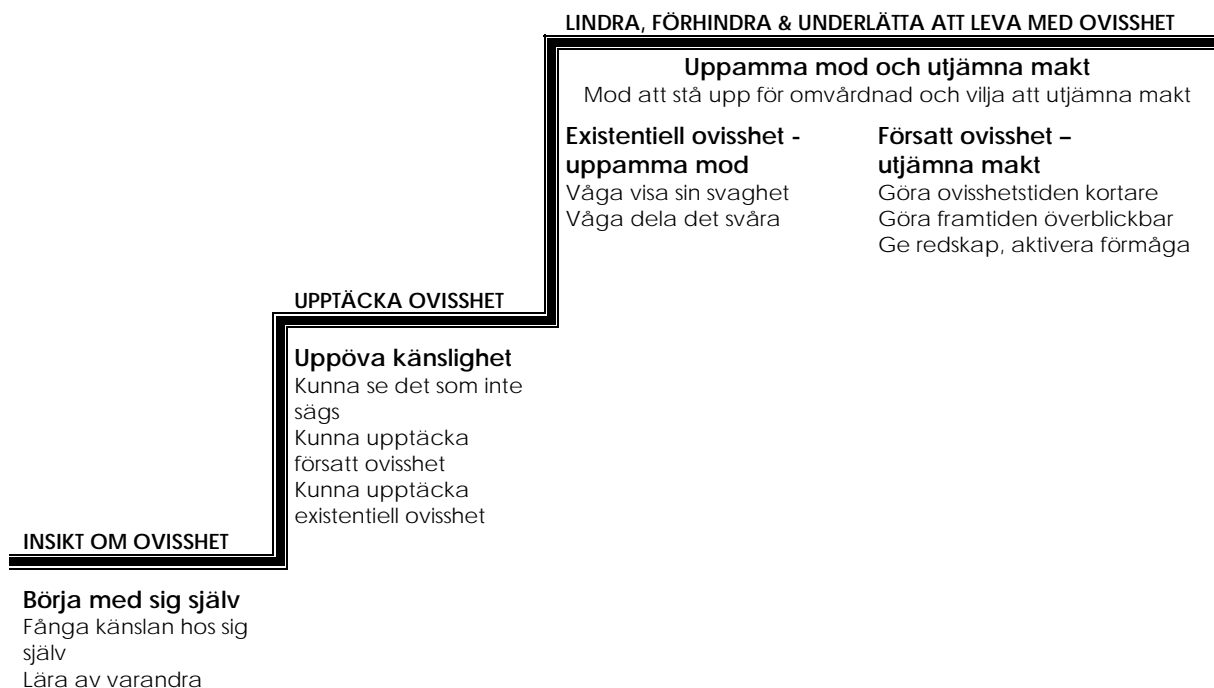 LINDRA, FÖRHINDRA & UNDERLÄTTA ATT LEVA MED OVISSHET
Uppamma mod och utjämna makt
Mod att stå upp för omvårdnad och vilja att utjämna makt
Existentiell ovisshet -
uppamma mod
Våga visa sin svaghet
Våga dela det svåra
Försatt ovisshet –
utjämna makt
Göra ovisshetstiden kortare
Göra framtiden överblickbar
Ge redskap, aktivera förmåga
UPPTÄCKA OVISSHET
Uppöva känslighet
Kunna se det som inte
sägs
Kunna upptäcka
försatt ovisshet
Kunna upptäcka
existentiell ovisshet
INSIKT OM OVISSHET
Börja med sig själv
Fånga känslan hos sig
själv
Lära av varandra